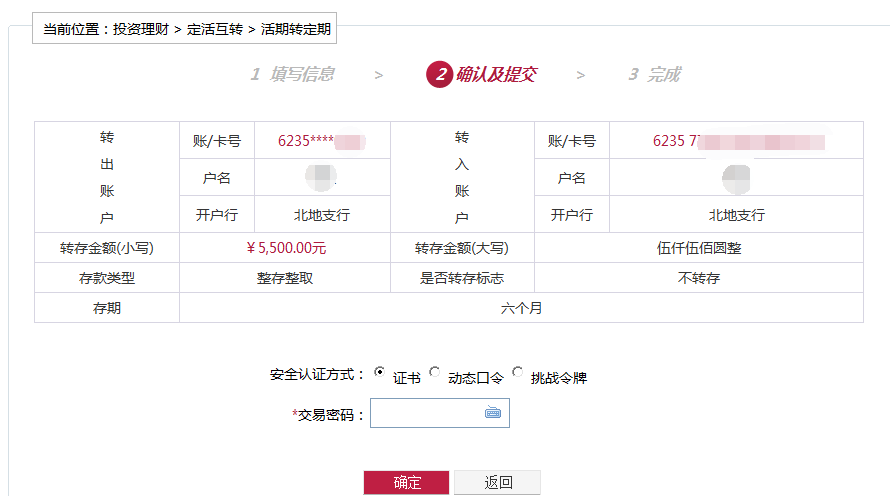 当前位置：投资理财 > 定活互转 > 活期转定期
1 填写信息 > 2 确认及提交 > 3 完成
转出账户 账/卡号 6235**** 转入账户 账/卡号 6235 7
户名 户名
开户行 北地支行 开户行 北地支行
转存金额(小写) ¥5,500.00元 转存金额(大写) 伍仟伍佰圆整
存款类型 整存整取 是否转存标志 不转存
存期 六个月
安全认证方式： 证书 动态口令 挑战令牌
*交易密码：
确定 返回